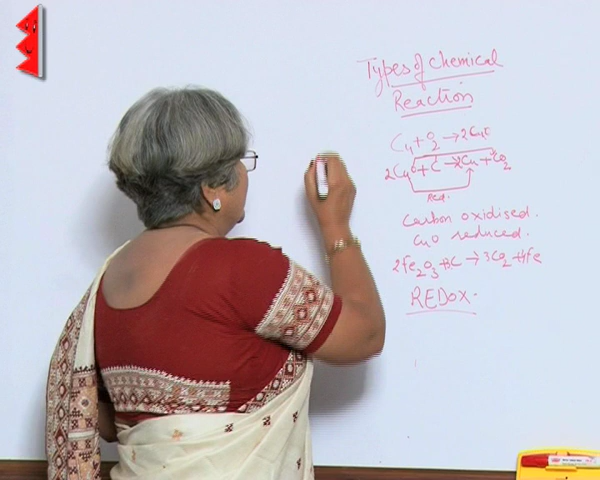 Types of Chemical
Reaction
Cu + O2 → 2CuO
2CuO + C → 2Cu + CO2
Red.
Carbon oxidised.
CuO reduced.
2Fe2O3 + 3C → 3CO2 + 4Fe
REDOX.